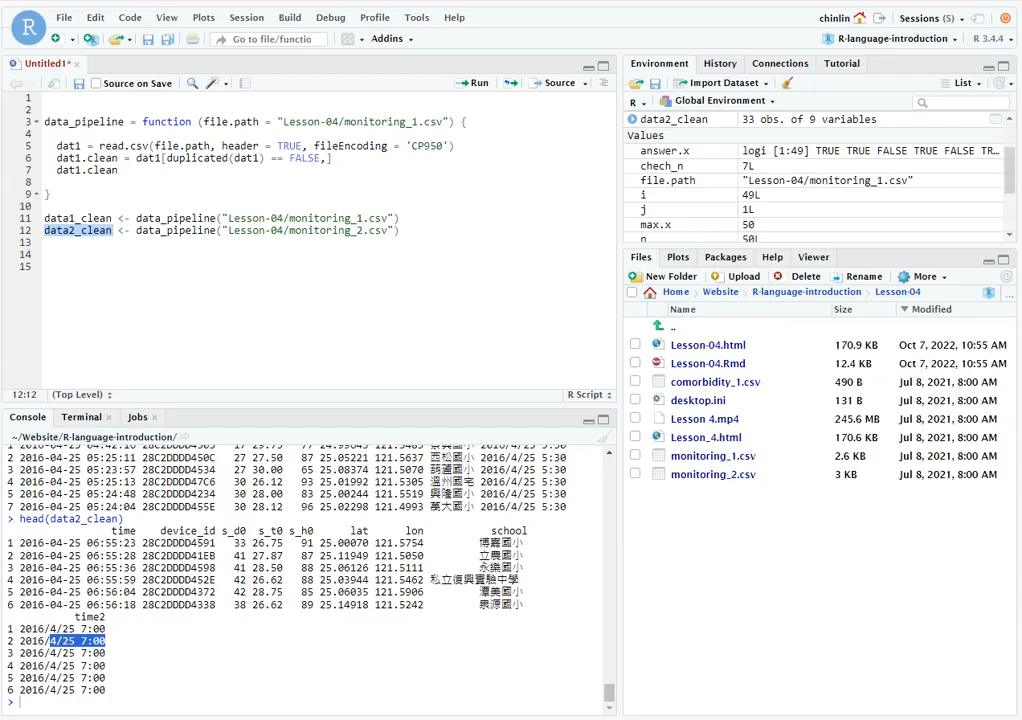 File Edit Code View Plots Session Build Debug Profile Tools Help
chinlin Sessions (5)
Go to file/functio Addins
R-language-introduction R 3.4.4
Untitled1*
Source on Save Run Source
1
2
3 data_pipeline = function (file.path = "Lesson-04/monitoring_1.csv") {
4
5 dat1 = read.csv(file.path, header = TRUE, fileEncoding = 'CP950')
6 dat1.clean = dat1[duplicated(dat1) == FALSE,]
7 dat1.clean
8
9 }
10
11 data1_clean <- data_pipeline("Lesson-04/monitoring_1.csv")
12 data2_clean <- data_pipeline("Lesson-04/monitoring_2.csv")
13
14
15
12:12 (Top Level) R Script
Console Terminal Jobs
~/Website/R-language-introduction/
2 2016-04-25 05:25:11 28C2DDDD450C 27 27.50 87 25.05221 121.5637 西松國小 2016/4/25 5:30
3 2016-04-25 05:23:57 28C2DDDD4534 27 30.00 65 25.08374 121.5070 葫蘆國小 2016/4/25 5:30
4 2016-04-25 05:25:13 28C2DDDD47C6 30 26.12 93 25.01992 121.5305 溫州國宅 2016/4/25 5:30
5 2016-04-25 05:24:48 28C2DDDD4234 30 28.00 83 25.00244 121.5519 興隆國小 2016/4/25 5:30
7 2016-04-25 05:24:04 28C2DDDD455E 30 28.12 96 25.02298 121.4993 萬大國小 2016/4/25 5:30
> head(data2_clean)
time device_id s_d0 s_t0 s_h0 lat lon school
1 2016-04-25 06:55:23 28C2DDDD4591 33 26.75 91 25.00070 121.5754 博嘉國小
2 2016-04-25 06:55:28 28C2DDDD41EB 41 27.87 87 25.11949 121.5050 立農國小
3 2016-04-25 06:55:36 28C2DDDD4598 41 28.50 88 25.06126 121.5111 永樂國小
4 2016-04-25 06:55:59 28C2DDDD452E 42 26.62 88 25.03944 121.5462 私立復興實驗中學
5 2016-04-25 06:56:04 28C2DDDD4372 42 28.75 85 25.06035 121.5906 潭美國小
6 2016-04-25 06:56:18 28C2DDDD4338 38 26.62 89 25.14918 121.5242 泉源國小
time2
1 2016/4/25 7:00
2 2016/4/25 7:00
3 2016/4/25 7:00
4 2016/4/25 7:00
5 2016/4/25 7:00
6 2016/4/25 7:00
>
Environment History Connections Tutorial
Import Dataset List
R Global Environment
data2_clean 33 obs. of 9 variables
Values
answer.x logi [1:49] TRUE TRUE FALSE TRUE FALSE TR…
chech_n 7L
file.path "Lesson-04/monitoring_1.csv"
i 49L
j 1L
max.x 50
n 50L
Files Plots Packages Help Viewer
New Folder Upload Delete Rename More
Home Website R-language-introduction Lesson-04
Name Size Modified
..
Lesson-04.html 170.9 KB Oct 7, 2022, 10:55 AM
Lesson-04.Rmd 12.4 KB Oct 7, 2022, 10:55 AM
comorbidity_1.csv 490 B Jul 8, 2021, 8:00 AM
desktop.ini 131 B Jul 8, 2021, 8:00 AM
Lesson 4.mp4 245.6 MB Jul 8, 2021, 8:00 AM
Lesson_4.html 170.6 KB Jul 8, 2021, 8:00 AM
monitoring_1.csv 2.6 KB Jul 8, 2021, 8:00 AM
monitoring_2.csv 3 KB Jul 8, 2021, 8:00 AM